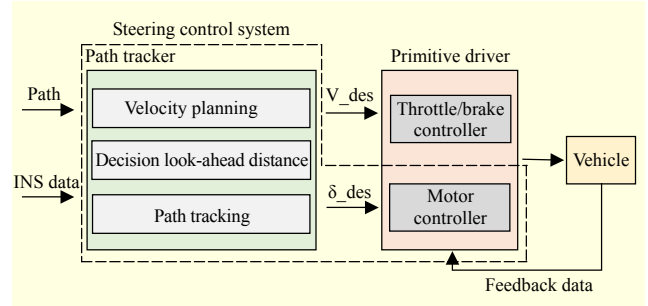 Steering control system
Path tracker
Primitive driver
Path
Velocity planning
V_des
Throttle/brake
controller
Decision look-ahead distance
Vehicle
INS data
Path tracking
δ_des
Motor
controller
Feedback data